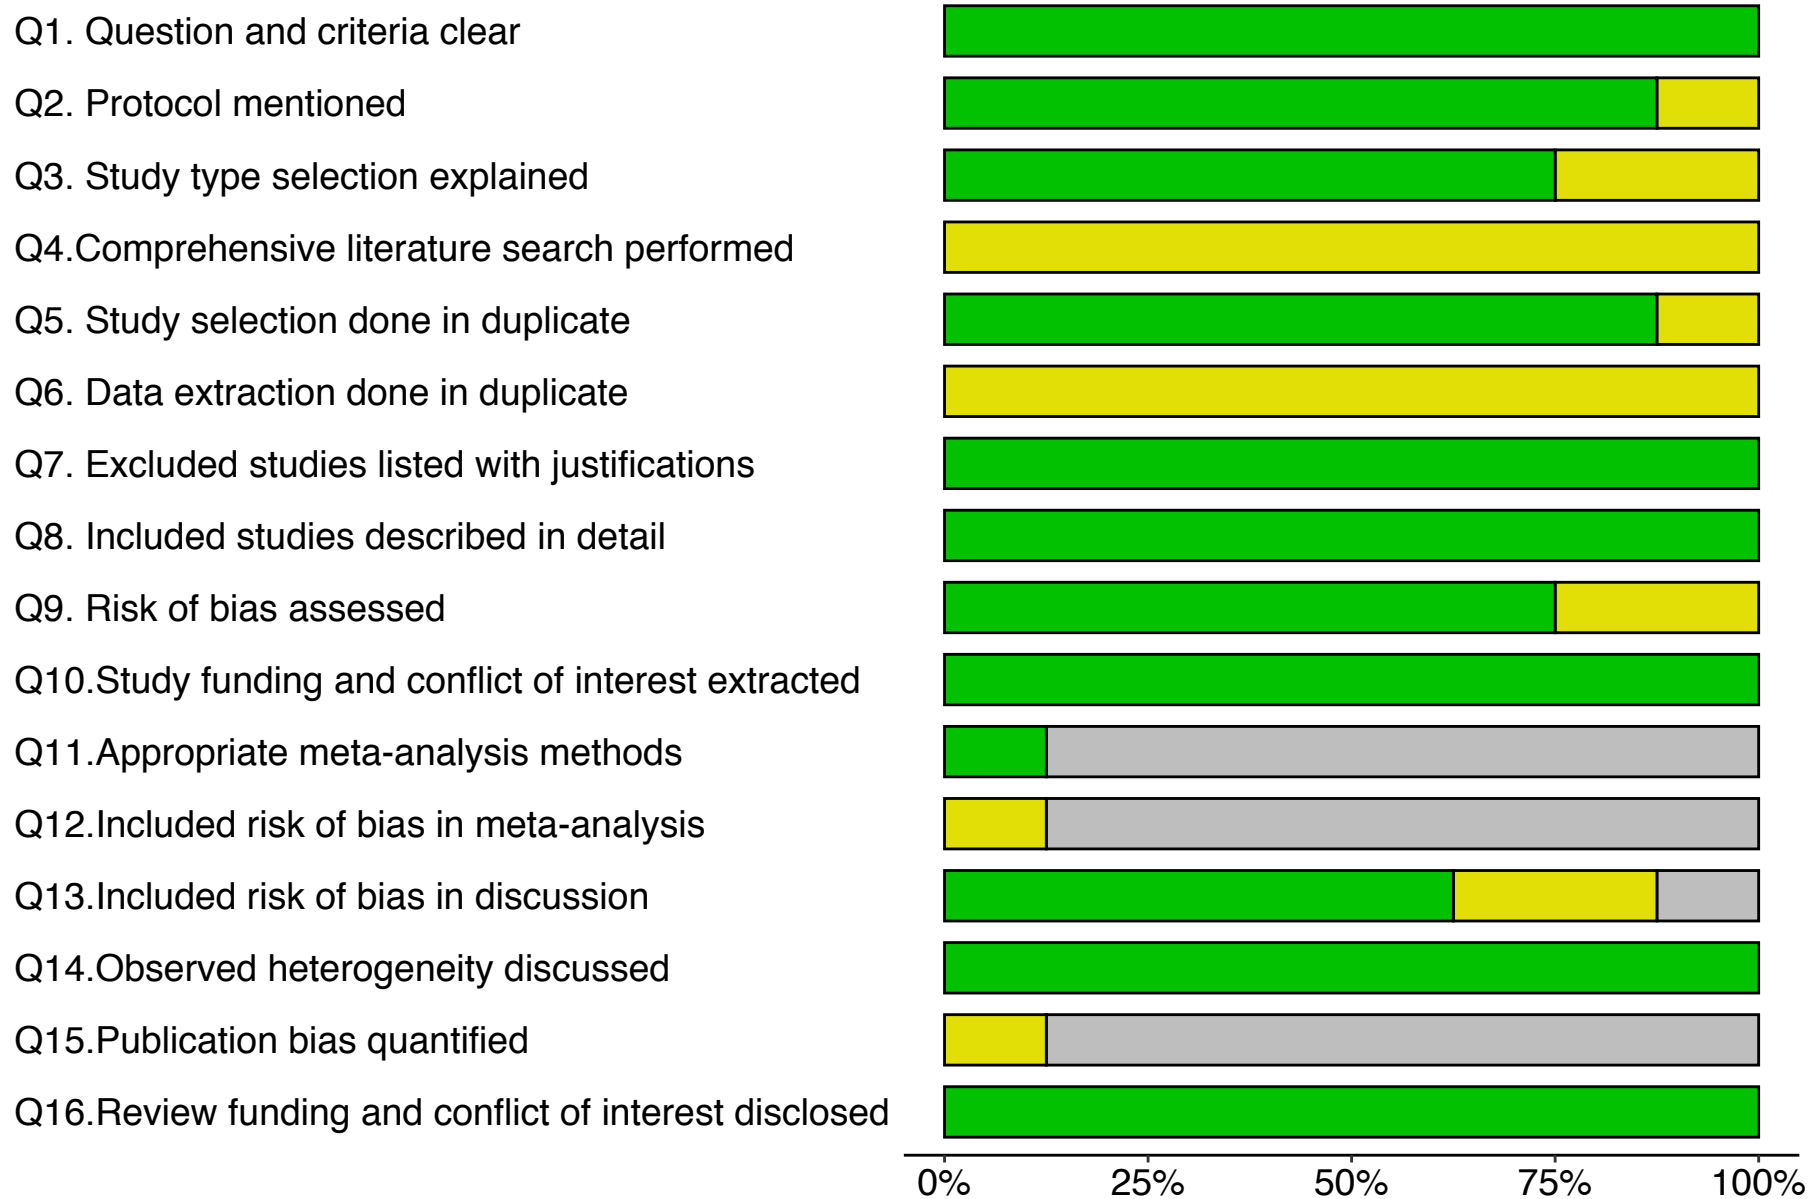 Q1. Question and criteria clear
Q2. Protocol mentioned
Q3. Study type selection explained
Q4.Comprehensive literature search performed
Q5. Study selection done in duplicate
Q6. Data extraction done in duplicate
Q7. Excluded studies listed with justifications
Q8. Included studies described in detail
Q9. Risk of bias assessed
Q10.Study funding and conflict of interest extracted
Q11.Appropriate meta-analysis methods
Q12.Included risk of bias in meta-analysis
Q13.Included risk of bias in discussion
Q14.Observed heterogeneity discussed
Q15.Publication bias quantified
Q16.Review funding and conflict of interest disclosed
0% 25% 50% 75% 100%